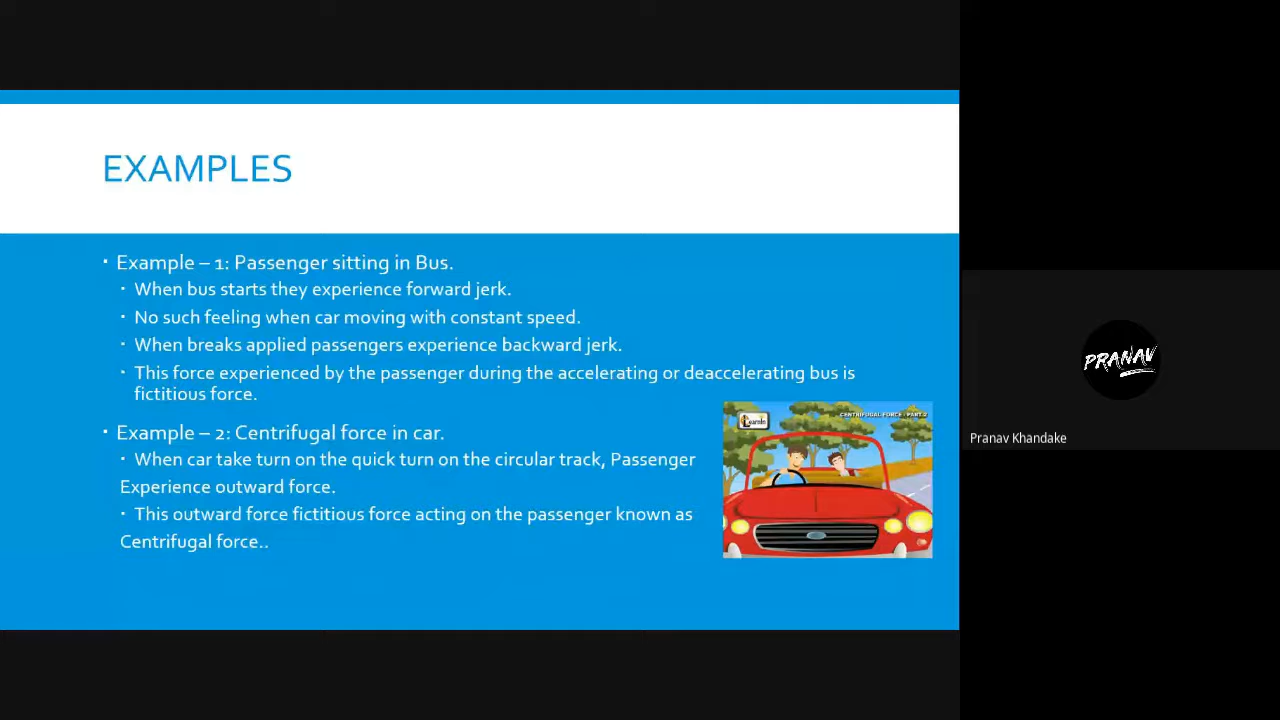 EXAMPLES
Example – 1: Passenger sitting in Bus.
When bus starts they experience forward jerk.
No such feeling when car moving with constant speed.
When breaks applied passengers experience backward jerk.
This force experienced by the passenger during the accelerating or deaccelerating bus is
fictitious force.
Example – 2: Centrifugal force in car.
When car take turn on the quick turn on the circular track, Passenger
Experience outward force.
This outward force fictitious force acting on the passenger known as
Centrifugal force..
CENTRIFUGAL FORCE - PART 2
PRANAV
Pranav Khandake